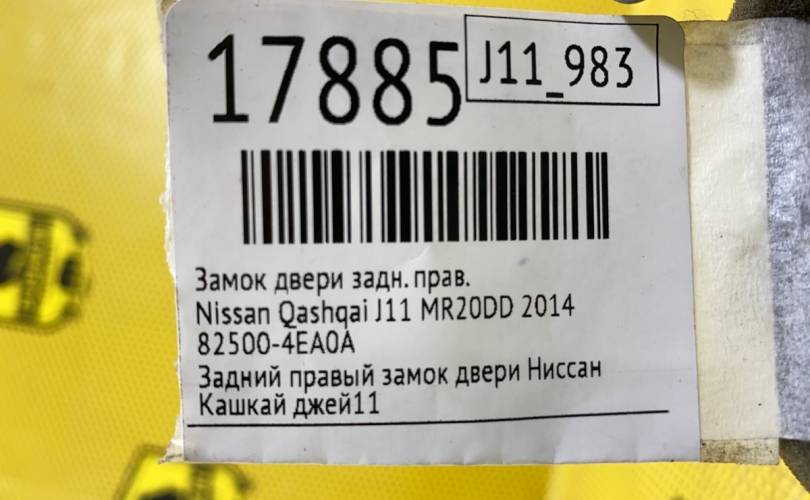 17885
J11_983
Замок двери задн. прав.
Nissan Qashqai J11 MR20DD 2014
82500-4EA0A
Задний правый замок двери Ниссан
Кашкай джей11